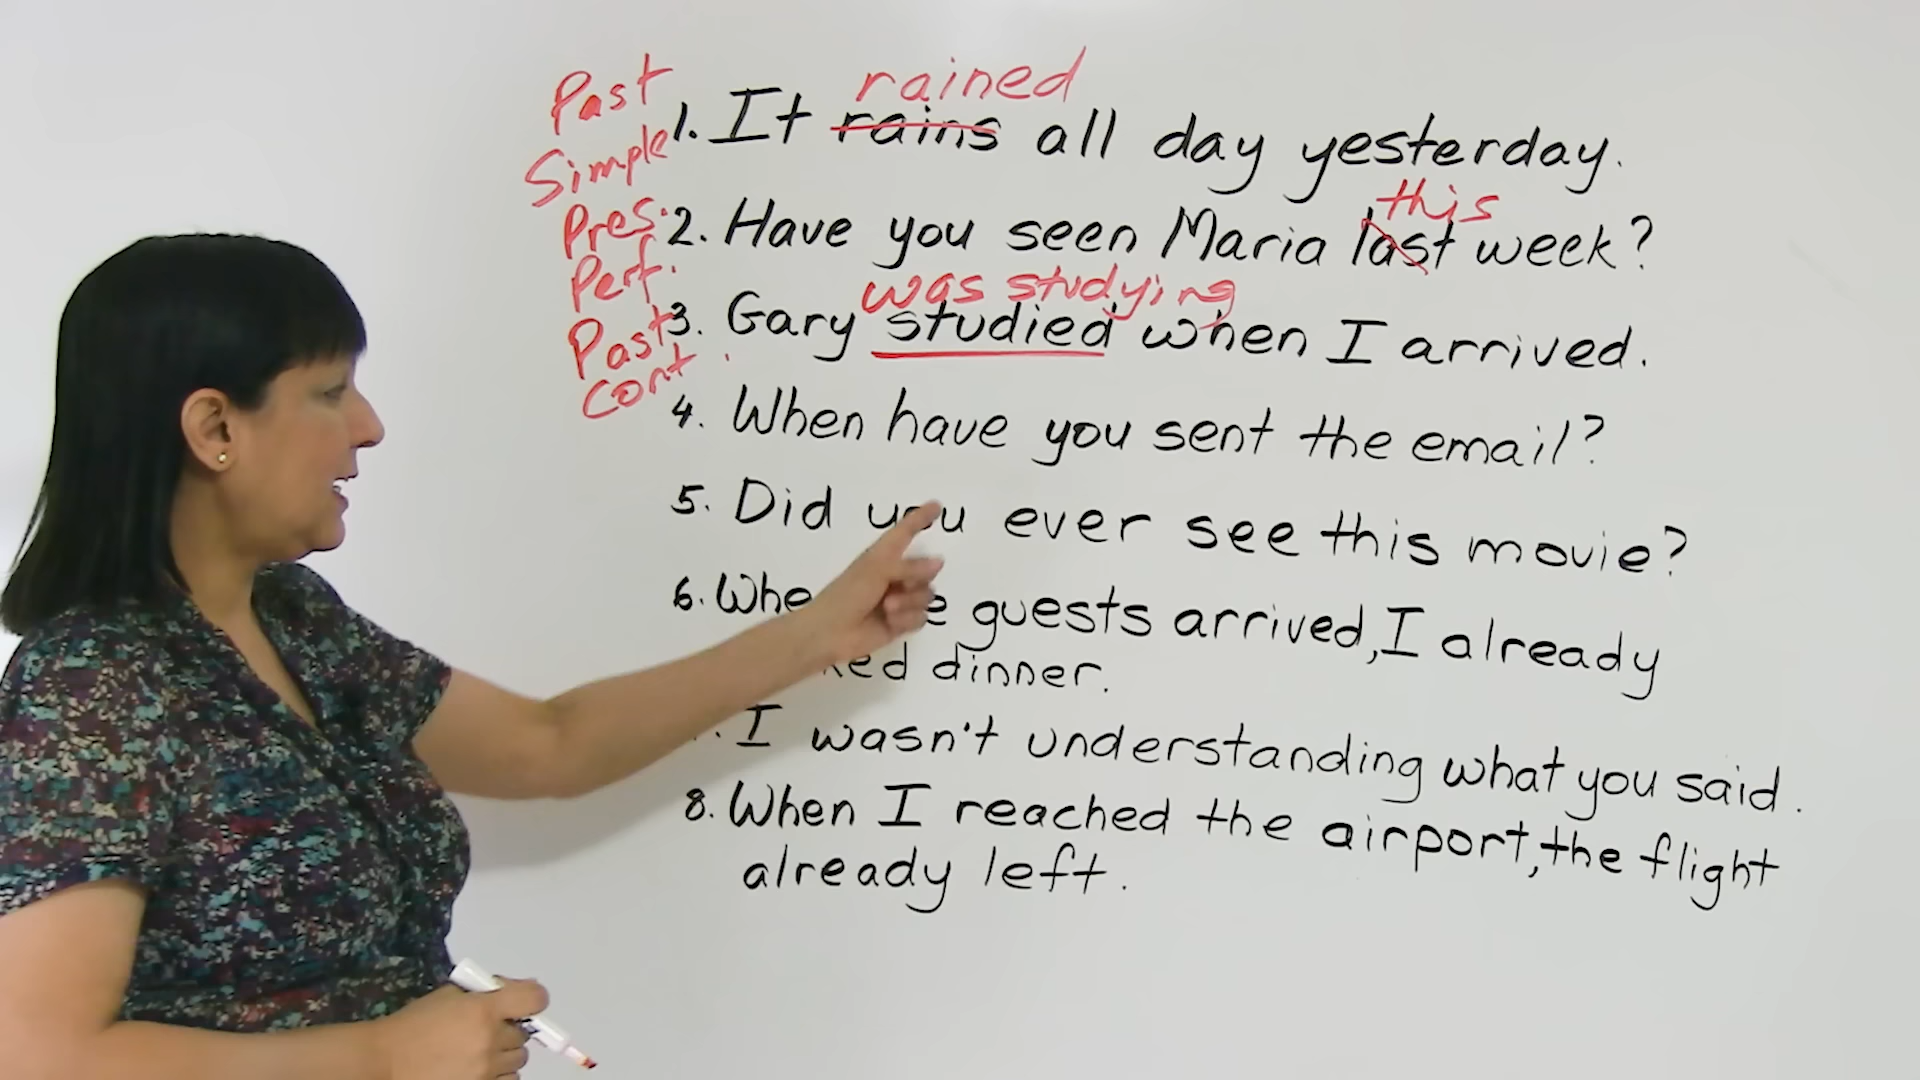 Past
Simple
rained
1. It rains all day yesterday.
Pres.
Perf.
this
2. Have you seen Maria last week?
Past
cont.
was studying
3. Gary studied when I arrived.
4. When have you sent the email?
5. Did you ever see this movie?
6. guests arrived, I already
dinner.
I wasn't understanding what you said.
8. When I reached the airport, the flight
already left.